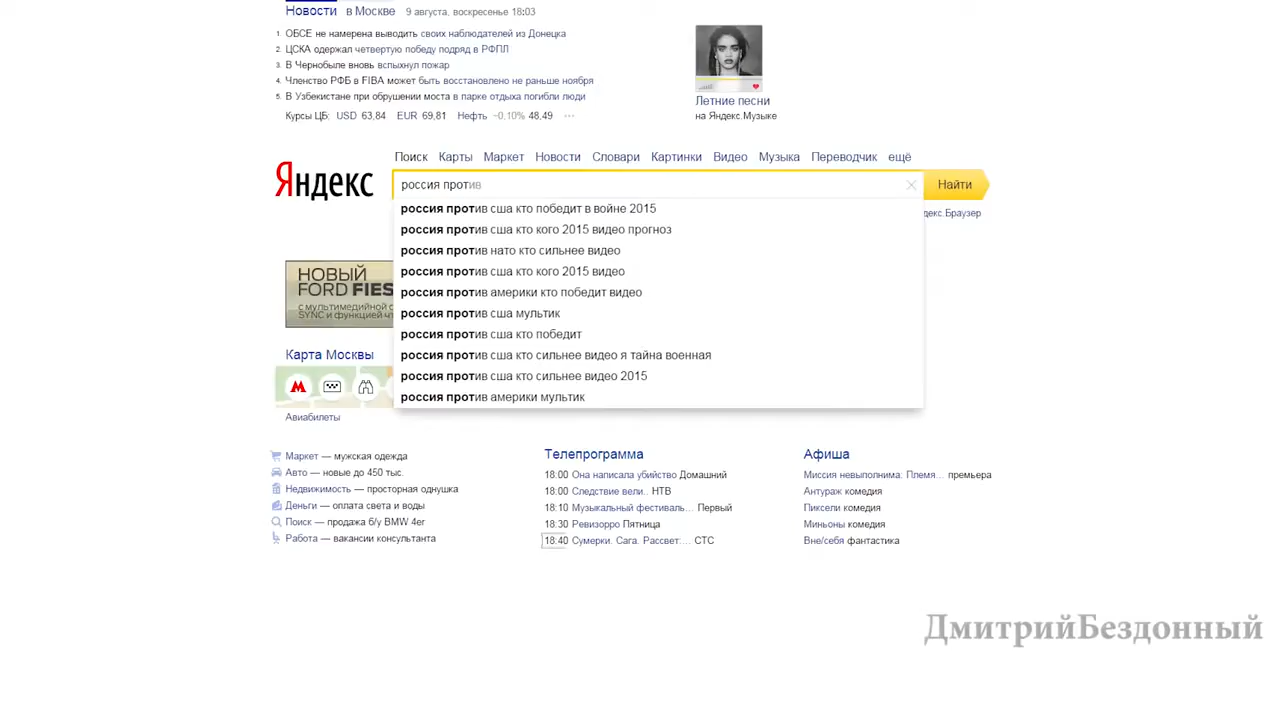 Новости в Москве 9 августа, воскресенье 18:03
1. ОБСЕ не намерена выводить своих наблюдателей из Донецка
2. ЦСКА одержал четвертую победу подряд в РФПЛ
3. В Чернобыле вновь вспыхнул пожар
4. Членство РФБ в FIBA может быть восстановлено не раньше ноября
5. В Узбекистане при обрушении моста в парке отдыха погибли люди
Курсы ЦБ: USD 63,84 EUR 69,81 Нефть −0,10% 48,49 ···
Летние песни
на Яндекс.Музыке
Поиск Карты Маркет Новости Словари Картинки Видео Музыка Переводчик ещё
Яндекс
россия против
Найти
россия против сша кто победит в войне 2015
декс.Браузер
россия против сша кто кого 2015 видео прогноз
россия против нато кто сильнее видео
россия против сша кто кого 2015 видео
россия против америки кто победит видео
россия против сша мультик
россия против сша кто победит
россия против сша кто сильнее видео я тайна военная
россия против сша кто сильнее видео 2015
россия против америки мультик
НОВЫЙ
FORD FIES
с мультимедийной с
SYNC и функцией чт
Карта Москвы
Авиабилеты
Маркет — мужская одежда
Авто — новые до 450 тыс.
Недвижимость — просторная однушка
Деньги — оплата света и воды
Поиск — продажа б/у BMW 4er
Работа — вакансии консультанта
Телепрограмма
18:00 Она написала убийство Домашний
18:00 Следствие вели.. НТВ
18:10 Музыкальный фестиваль... Первый
18:30 Ревизорро Пятница
18:40 Сумерки. Сага. Рассвет:... СТС
Афиша
Миссия невыполнима: Племя... премьера
Антураж комедия
Пиксели комедия
Миньоны комедия
Вне/себя фантастика
ДмитрийБездонный